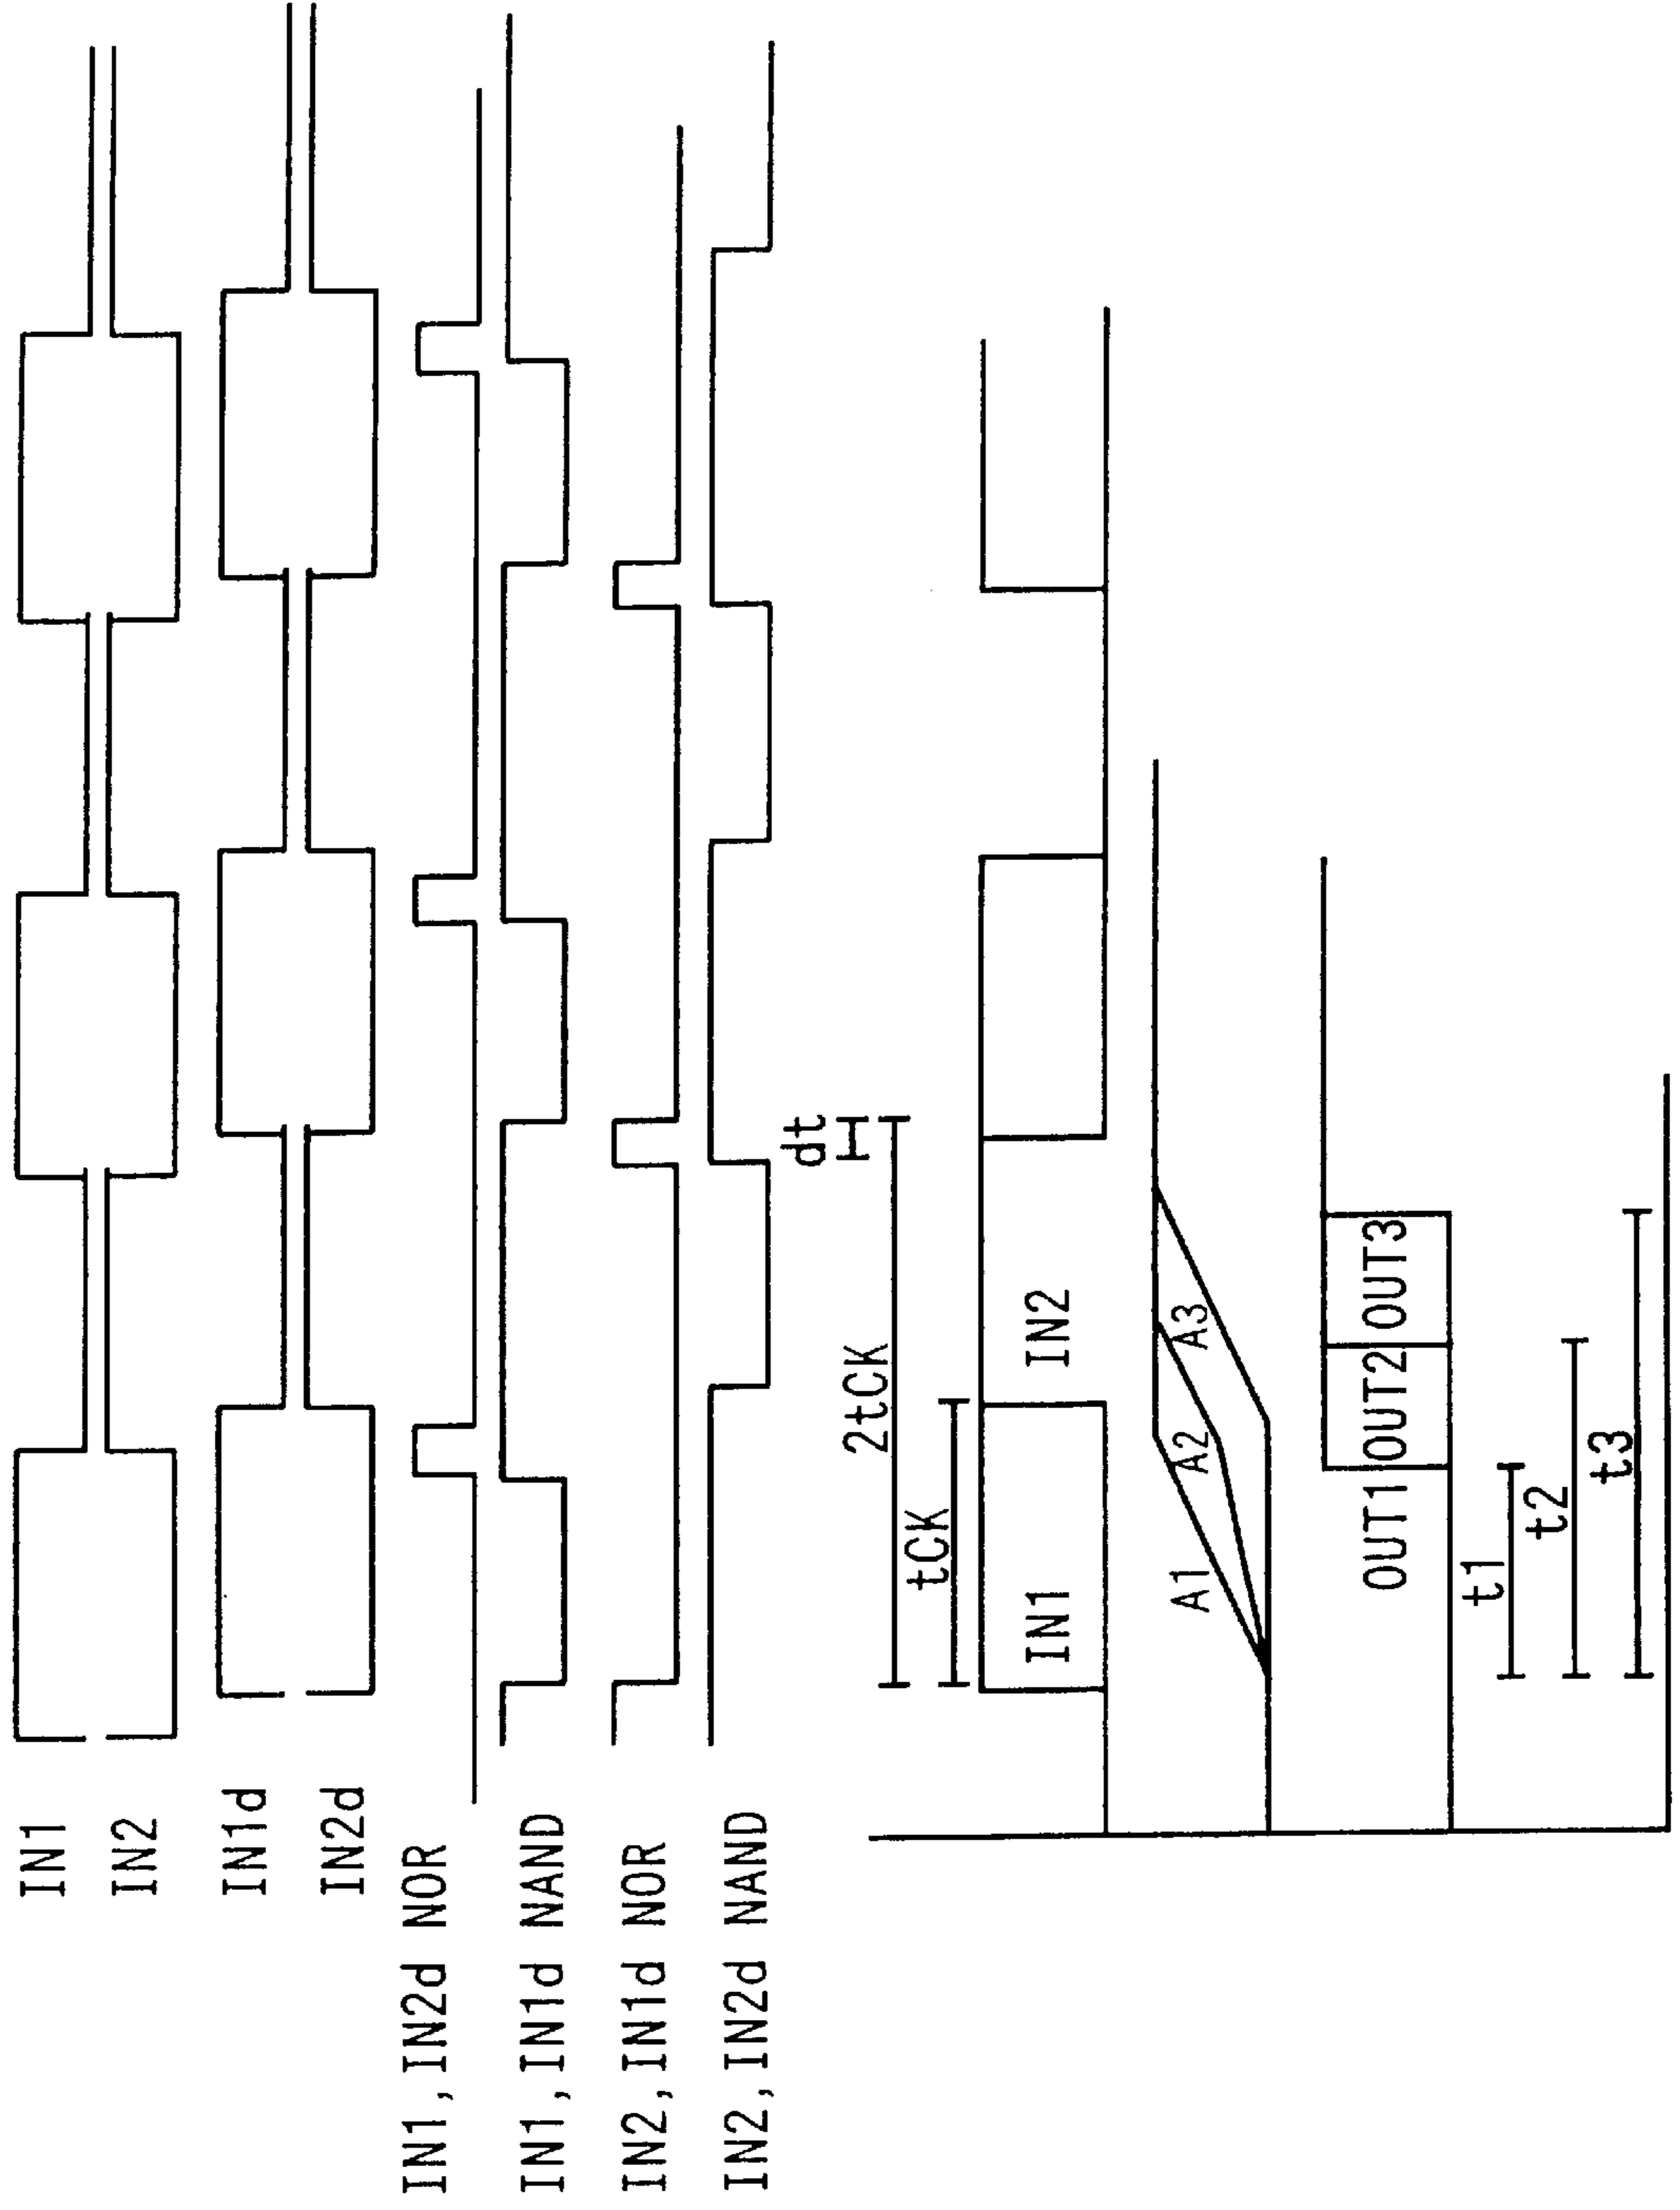 IN1
IN2
IN1d
IN2d
IN1,IN2d NOR
IN1,IN1d NAND
IN2,IN1d NOR
IN2,IN2d NAND
dt
2tCK
tCK
IN1 IN2
A1 A2 A3
OUT1 OUT2 OUT3
t1
t2
t3